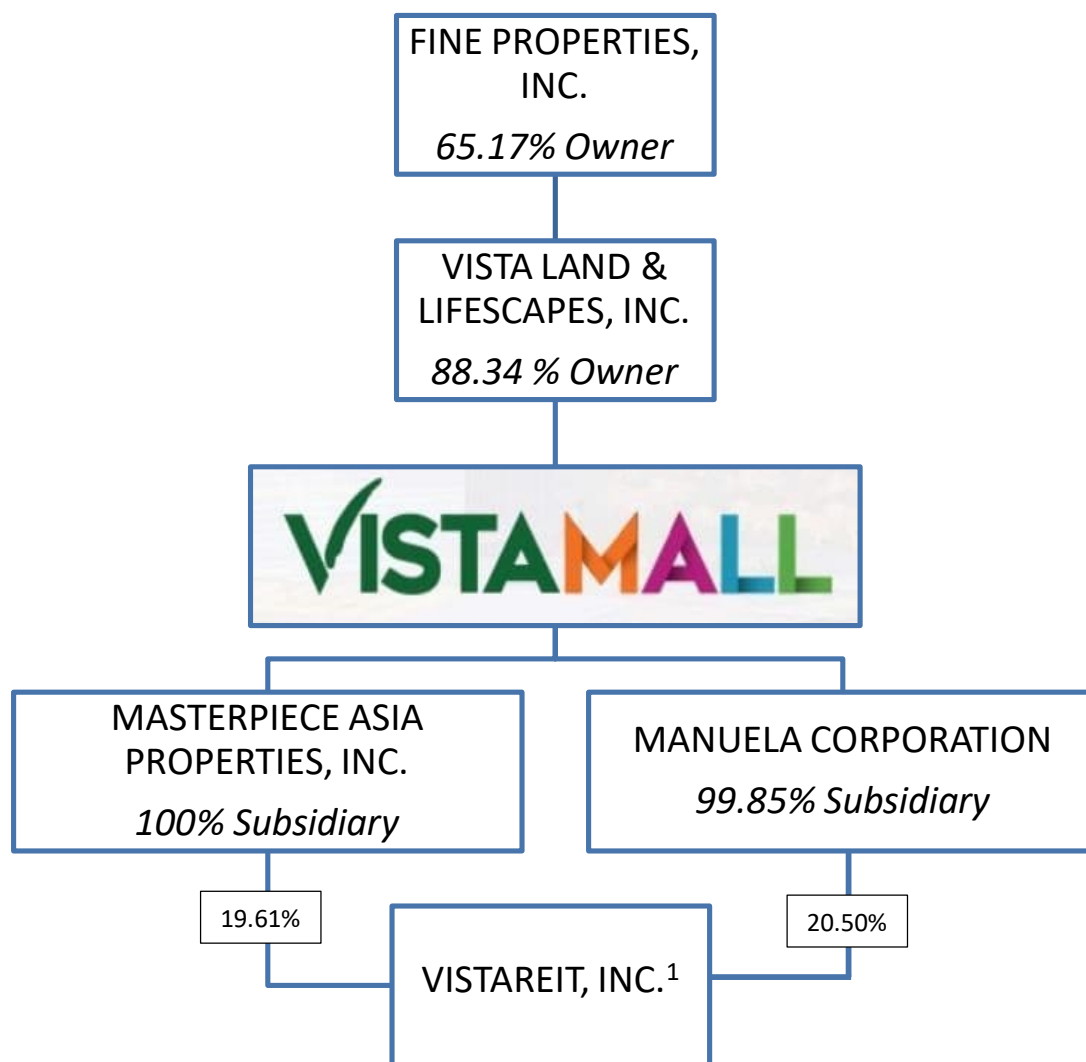 FINE PROPERTIES,
INC.
65.17% Owner
VISTA LAND &
LIFESCAPES, INC.
88.34 % Owner
VISTAMALL
MASTERPIECE ASIA
PROPERTIES, INC.
100% Subsidiary
MANUELA CORPORATION
99.85% Subsidiary
19.61%
20.50%
VISTAREIT, INC.¹